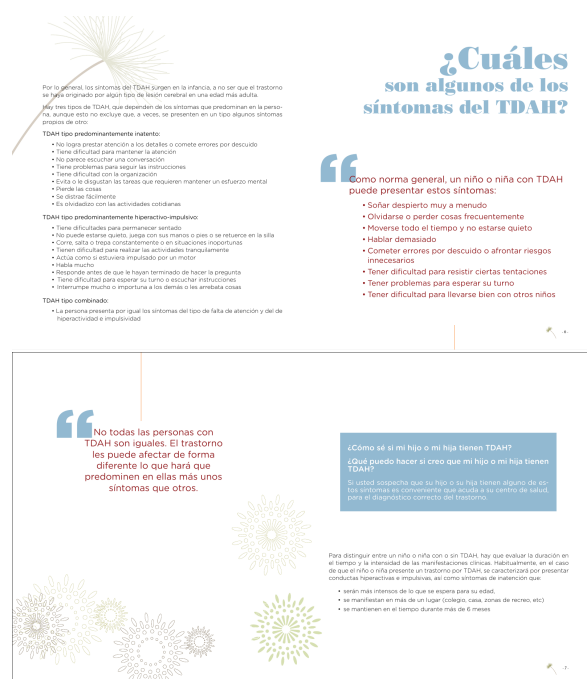 Por lo general, los síntomas del TDAH surgen en la infancia, a no ser que el trastorno
se haya originado por algún tipo de lesión cerebral en una edad más adulta.
Hay tres tipos de TDAH, que dependen de los síntomas que predominan en la perso-
na, aunque esto no excluye que, a veces, se presenten en un tipo algunos síntomas
propios de otro:
TDAH tipo predominantemente inatento:
• No logra prestar atención a los detalles o comete errores por descuido
• Tiene dificultad para mantener la atención
• No parece escuchar una conversación
• Tiene problemas para seguir las instrucciones
• Tiene dificultad con la organización
• Evita o le disgustan las tareas que requieren mantener un esfuerzo mental
• Pierde las cosas
• Se distrae fácilmente
• Es olvidadizo con las actividades cotidianas
TDAH tipo predominantemente hiperactivo-impulsivo:
• Tiene dificultades para permanecer sentado
• No puede estarse quieto, juega con sus manos o pies o se retuerce en la silla
• Corre, salta o trepa constantemente o en situaciones inoportunas
• Tienen dificultad para realizar las actividades tranquilamente
• Actúa como si estuviera impulsado por un motor
• Habla mucho
• Responde antes de que le hayan terminado de hacer la pregunta
• Tiene dificultad para esperar su turno o escuchar instrucciones
• Interrumpe mucho o importuna a los demás o les arrebata cosas
TDAH tipo combinado:
• La persona presenta por igual los síntomas del tipo de falta de atención y del de
hiperactividad e impulsividad
¿Cuáles
son algunos de los
síntomas del TDAH?
“
Como norma general, un niño o niña con TDAH
puede presentar estos síntomas:
• Soñar despierto muy a menudo
• Olvidarse o perder cosas frecuentemente
• Moverse todo el tiempo y no estarse quieto
• Hablar demasiado
• Cometer errores por descuido o afrontar riesgos
innecesarios
• Tener dificultad para resistir ciertas tentaciones
• Tener problemas para esperar su turno
• Tener dificultad para llevarse bien con otros niños
“
No todas las personas con
TDAH son iguales. El trastorno
les puede afectar de forma
diferente lo que hará que
predominen en ellas más unos
síntomas que otros.
¿Cómo sé si mi hijo o mi hija tienen TDAH?
¿Qué puedo hacer si creo que mi hijo o mi hija tienen
TDAH?
Si usted sospecha que su hijo o su hija tienen alguno de es-
tos síntomas es conveniente que acuda a su centro de salud,
para el diagnóstico correcto del trastorno.
Para distinguir entre un niño o niña con o sin TDAH, hay que evaluar la duración en
el tiempo y la intensidad de las manifestaciones clínicas. Habitualmente, en el caso
de que el niño o niña presente un trastorno por TDAH, se caracterizará por presentar
conductas hiperactivas e impulsivas, así como síntomas de inatención que:
• serán más intensos de lo que se espera para su edad,
• se manifiestan en más de un lugar (colegio, casa, zonas de recreo, etc)
• se mantienen en el tiempo durante más de 6 meses